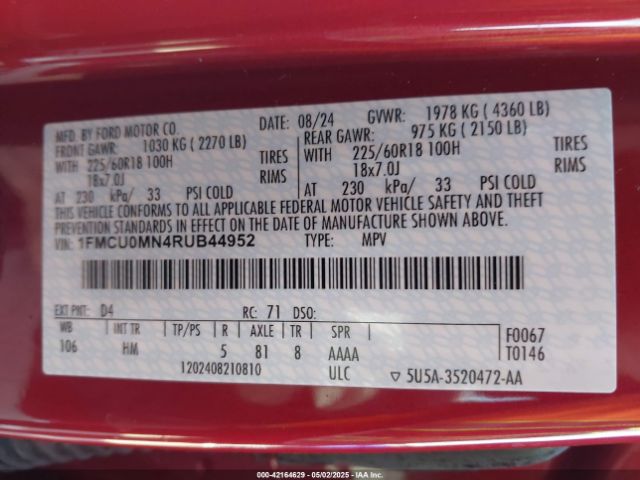 MFD. BY FORD MOTOR CO. DATE: 08/24 GVWR: 1978 KG ( 4360 LB)
FRONT GAWR: 1030 KG ( 2270 LB) REAR GAWR: 975 KG ( 2150 LB)
WITH 225/60R18 100H TIRES WITH 225/60R18 100H TIRES
18x7.0J RIMS 18x7.0J RIMS
AT 230 kPa/ 33 PSI COLD AT 230 kPa/ 33 PSI COLD
THIS VEHICLE CONFORMS TO ALL APPLICABLE FEDERAL MOTOR VEHICLE SAFETY AND THEFT
PREVENTION STANDARDS IN EFFECT ON THE DATE OF MANUFACTURE SHOWN ABOVE.
VIN: 1FMCU0MN4RUB44952 TYPE: MPV
EXT PNT: D4 RC: 71 DSO:
WB INT TR TP/PS R AXLE TR SPR F0067
106 HM 5 81 8 AAAA T0146
1202408210810 ULC ▽ 5U5A-3520472-AA
000-42164629 - 05/02/2025 - IAA Inc.